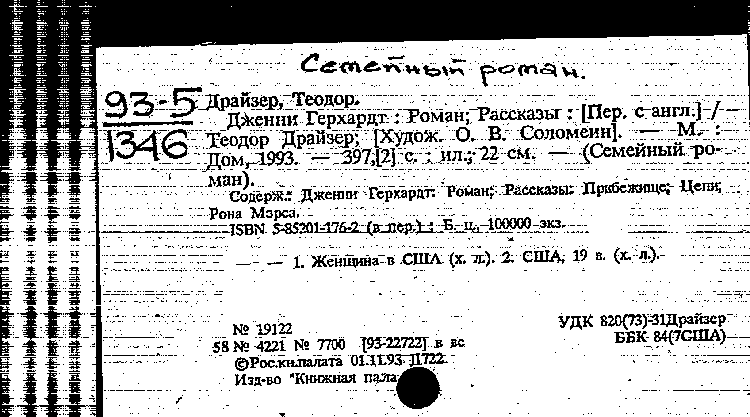 Семейный роман.
93-5
1346
Драйзер, Теодор.
Дженни Герхардт : Роман; Рассказы : [Пер. с англ.] /
Теодор Драйзер; [Худож. О. В. Соломеин]. — М. :
Дом, 1993. — 397,[2] с. : ил.; 22 см. — (Семейный ро-
ман).
Содерж.: Дженни Герхардт: Роман; Рассказы: Прибежище; Цепи;
Рона Мэрса.
ISBN 5-85201-176-2 (в пер.) : Б. ц., 100000 экз.
— — 1. Женщина в США (х. л.). 2. США, 19 в. (х. л.).
№ 19122
58 № 4221 № 7700 [93-22722] в вс
©Рос.кн.палата 01.11.93 Л1722
Изд-во "Книжная пала
УДК 820(73)-31Драйзер
ББК 84(7США)